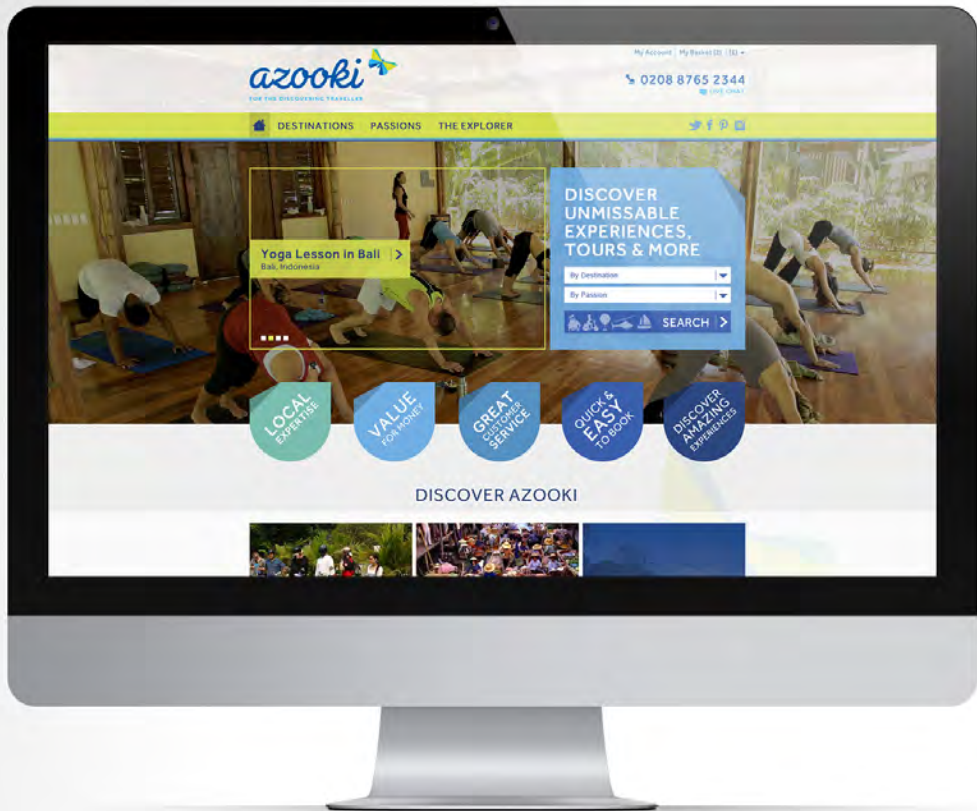 My Account | My Basket (0) | (£)
azooki
FOR THE DISCERNING TRAVELLER
0208 8765 2344
LIVE CHAT
DESTINATIONS PASSIONS THE EXPLORER
DISCOVER
UNMISSABLE
EXPERIENCES,
TOURS & MORE
Yoga Lesson in Bali
Bali, Indonesia
By Destination
By Passion
SEARCH
LOCAL
EXPERTISE
VALUE
FOR MONEY
GREAT
CUSTOMER
SERVICE
QUICK &
EASY
TO BOOK
DISCOVER
AMAZING
EXPERIENCES
DISCOVER AZOOKI